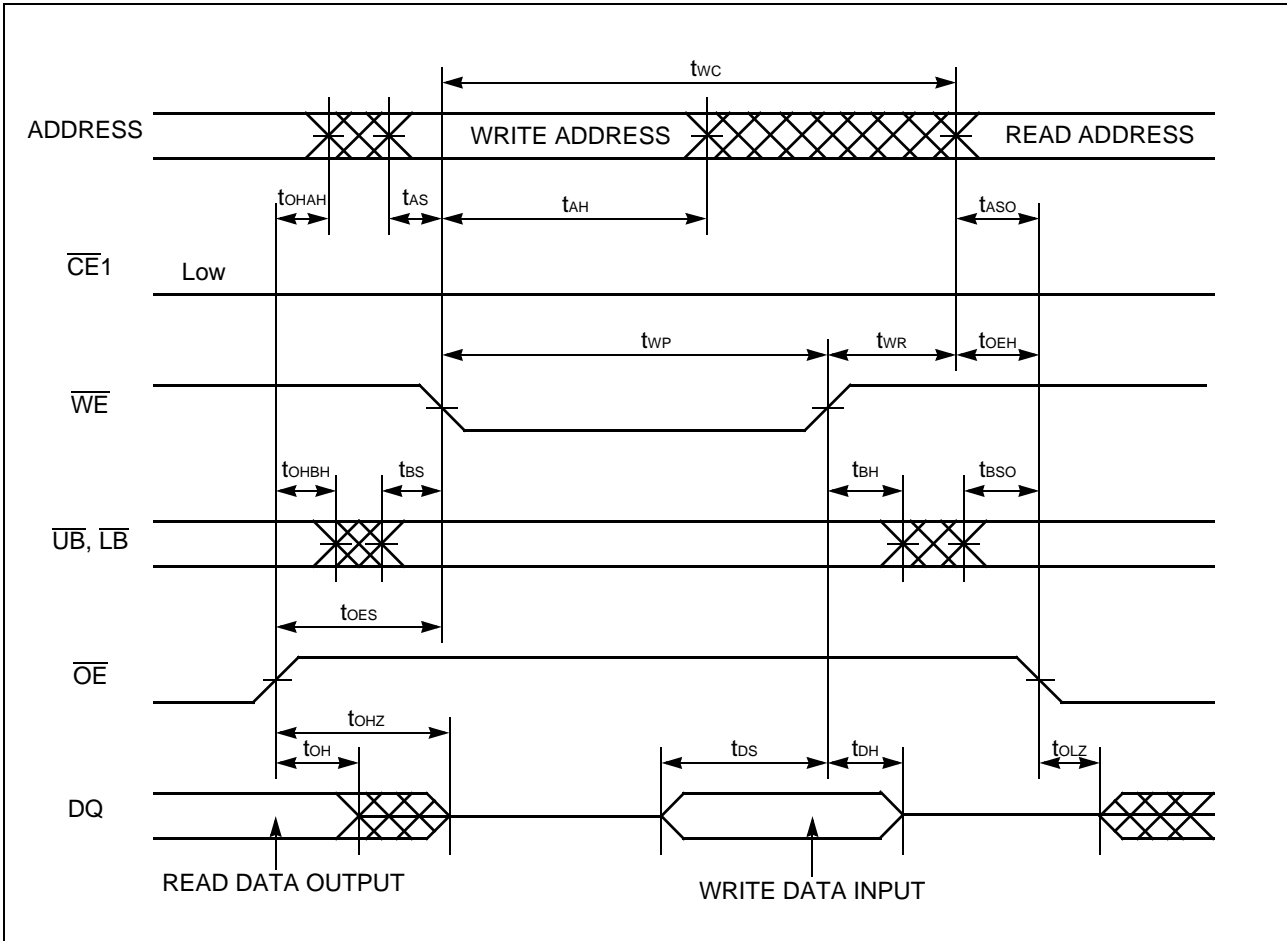 tWC
ADDRESS WRITE ADDRESS READ ADDRESS
tOHAH tAS tAH tASO
CE1 Low
tWP tWR tOEH
WE
tOHBH tBS tBH tBSO
UB, LB
tOES
OE
tOHZ
tOH tDS tDH tOLZ
DQ
READ DATA OUTPUT WRITE DATA INPUT